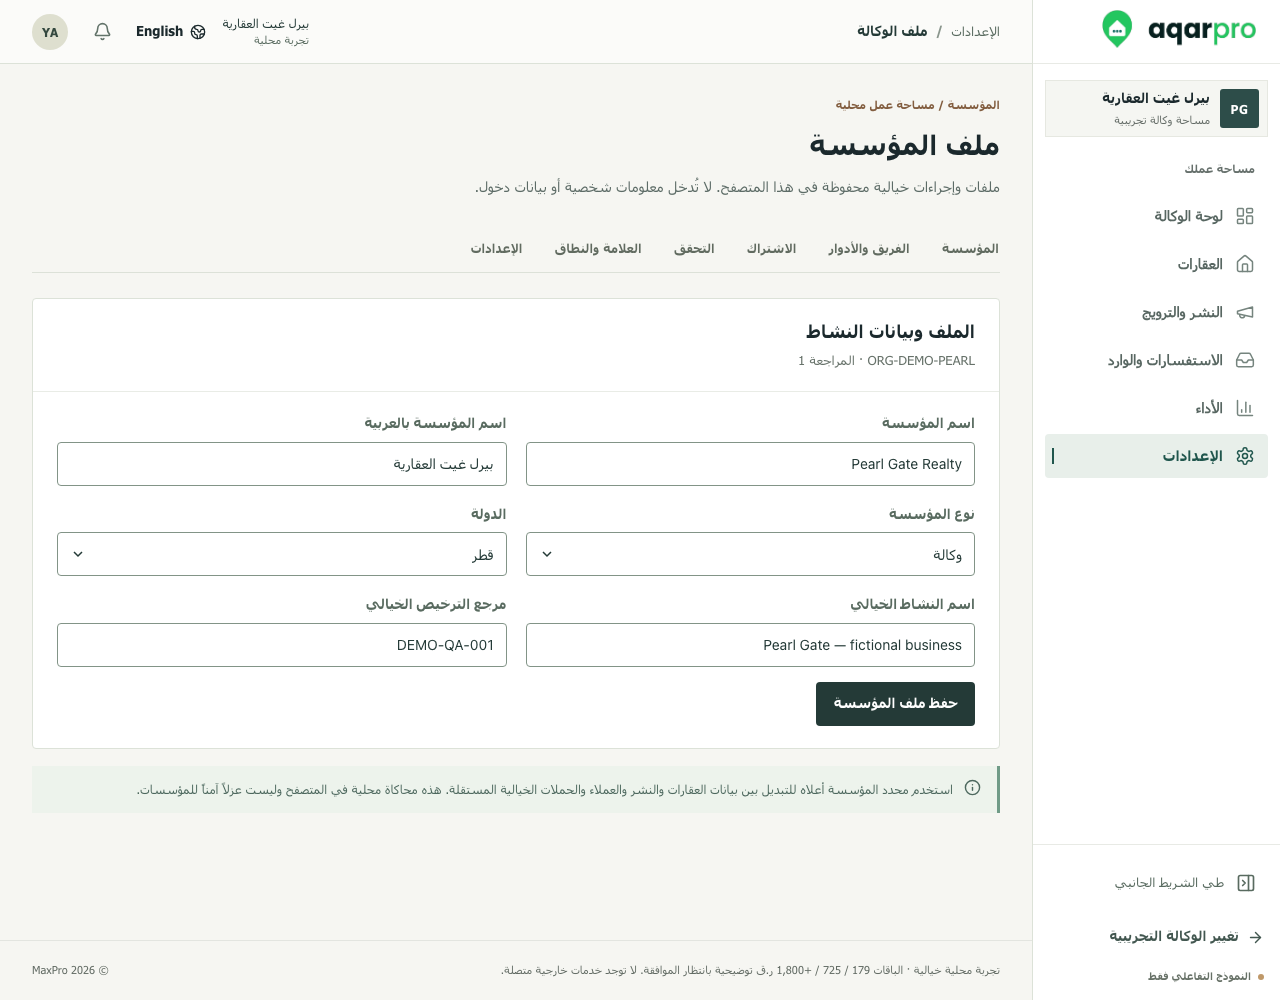 aqarpro
PG
بيرل غيت العقارية
مساحة وكالة تجريبية
مساحة عملك
لوحة الوكالة
العقارات
النشر والترويج
الاستفسارات والوارد
الأداء
الإعدادات
طي الشريط الجانبي
تغيير الوكالة التجريبية
النموذج التفاعلي فقط
الإعدادات / ملف الوكالة
بيرل غيت العقارية
تجربة محلية
English
YA
المؤسسة / مساحة عمل محلية
ملف المؤسسة
ملفات وإجراءات خيالية محفوظة في هذا المتصفح. لا تُدخل معلومات شخصية أو بيانات دخول.
المؤسسة
الفريق والأدوار
الاشتراك
التحقق
العلامة والنطاق
الإعدادات
الملف وبيانات النشاط
ORG-DEMO-PEARL · المراجعة 1
اسم المؤسسة
Pearl Gate Realty
اسم المؤسسة بالعربية
بيرل غيت العقارية
نوع المؤسسة
وكالة
الدولة
قطر
اسم النشاط الخيالي
Pearl Gate — fictional business
مرجع الترخيص الخيالي
DEMO-QA-001
حفظ ملف المؤسسة
استخدم محدد المؤسسة أعلاه للتبديل بين بيانات العقارات والنشر والعملاء والحملات الخيالية المستقلة. هذه محاكاة محلية في المتصفح وليست عزلاً آمناً للمؤسسات.
تجربة محلية خيالية · الباقات 179 / 725 / +1,800 ر.ق توضيحية بانتظار الموافقة. لا توجد خدمات خارجية متصلة.
© 2026 MaxPro